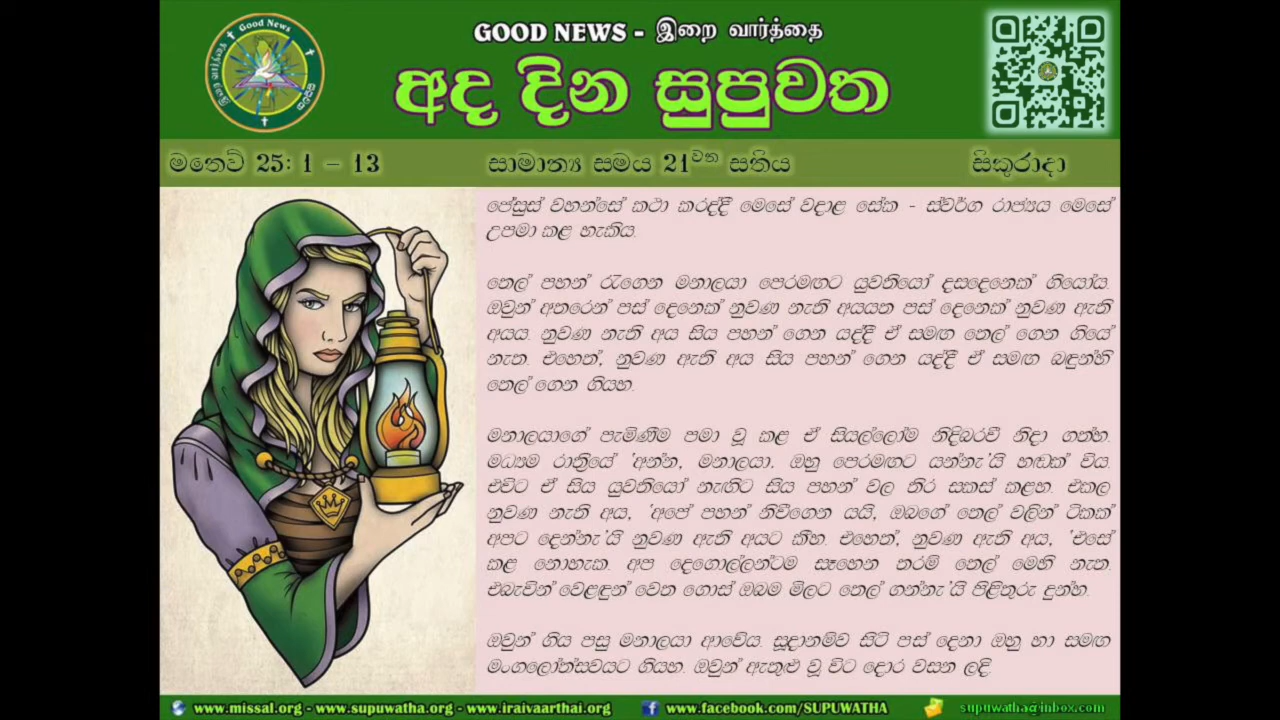 GOOD NEWS - இறை வார்த்தை
අද දින සුපුවත
Good News
இறை வார்த்தை
මතෙව් 25: 1 – 13
සාමාන්‍ය සමය 21වන සතිය
සිකුරාදා
ජේසුස් වහන්සේ කථා කරද්දී මෙසේ වදාළ සේක - ස්වර්ග රාජ්‍යය මෙසේ
උපමා කළ හැකිය.
තෙල් පහන් රැගෙන මනාලයා පෙරමඟට යුවතියෝ දසදෙනෙක් ගියෝය.
ඔවුන් අතරෙන් පස් දෙනෙක් නුවණ නැති අයයත පස් දෙනෙක් නුවණ ඇති
අයය. නුවණ නැති අය සිය පහන් ගෙන යද්දී ඒ සමඟ තෙල් ගෙන ගියේ
නැත. එහෙත්, නුවණ ඇති අය සිය පහන් ගෙන යද්දී ඒ සමඟ බඳුන්හි
තෙල් ගෙන ගියහ.
මනාලයාගේ පැමිණීම පමා වූ කළ ඒ සියල්ලෝම නිදිබරවී නිදා ගත්හ.
මධ්‍යම රාත්‍රියේ 'අන්න, මනාලයා, ඔහු පෙරමඟට යන්නැ'යි හඬක් විය.
එවිට ඒ සිය යුවතියෝ නැඟිට සිය පහන් වල තිර සකස් කළහ. එකල
නුවණ නැති අය, 'අපේ පහන් නිවීගෙන යයි, ඔබගේ තෙල් වලින් ටිකක්
අපට දෙන්නැ'යි නුවණ ඇති අයට කීහ. එහෙත්, නුවණ ඇති අය, 'එසේ
කළ නොහැක. අප දෙගොල්ලන්ටම සෑහෙන තරම් තෙල් මෙහි නැත.
එබැවින් වෙළඳුන් වෙත ගොස් ඔබම මිලට තෙල් ගන්නැ'යි පිළිතුරු දුන්හ.
ඔවුන් ගිය පසු මනාලයා ආවේය. සූදානම්ව සිටි පස් දෙනා ඔහු හා සමඟ
මංගලෝත්සවයට ගියහ. ඔවුන් ඇතුළු වූ විට දොර වසන ලදි.
www.missal.org - www.supuwatha.org - www.iraivaarthai.org
www.facebook.com/SUPUWATHA
supuwatha@inbox.com